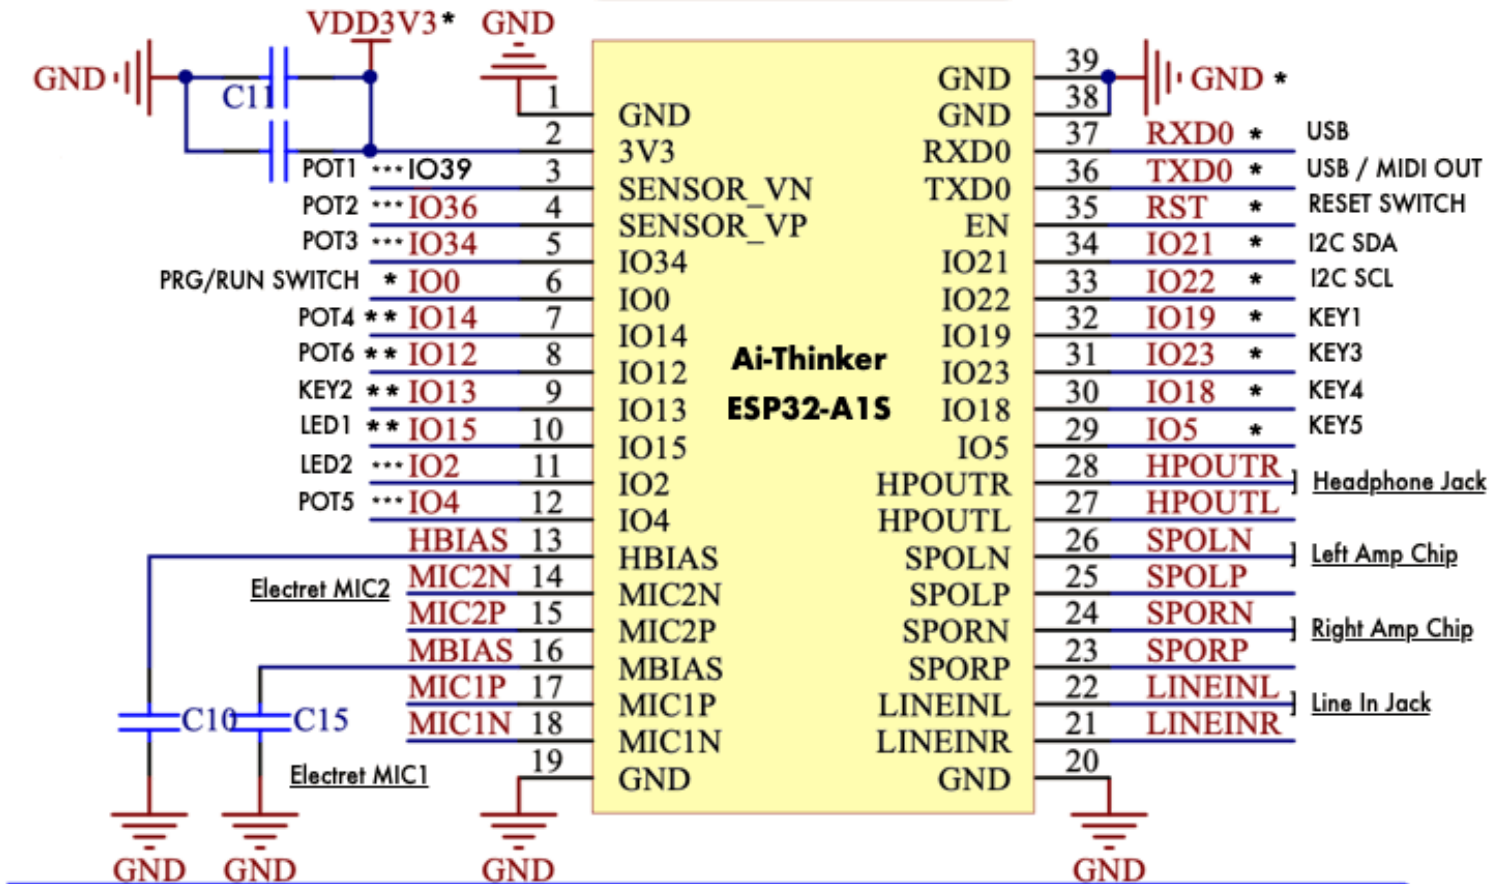 VDD3V3*
GND
GND
C11
1
2
POT1 *** IO39 3
POT2 *** IO36 4
POT3 *** IO34 5
PRG/RUN SWITCH * IO0 6
POT4 ** IO14 7
POT6 ** IO12 8
KEY2 ** IO13 9
LED1 ** IO15 10
LED2 *** IO2 11
POT5 *** IO4 12
HBIAS 13
Electret MIC2
MIC2N 14
MIC2P 15
MBIAS 16
MIC1P 17
MIC1N 18
C10
C15
Electret MIC1
19
GND
GND
GND
GND
3V3
SENSOR_VN
SENSOR_VP
IO34
IO0
IO14
IO12
IO13
IO15
IO2
IO4
HBIAS
MIC2N
MIC2P
MBIAS
MIC1P
MIC1N
GND
Ai-Thinker
ESP32-A1S
GND
GND
RXD0
TXD0
EN
IO21
IO22
IO19
IO23
IO18
IO5
HPOUTR
HPOUTL
SPOLN
SPOLP
SPORN
SPORP
LINEINL
LINEINR
GND
39
GND *
38
37 RXD0 * USB
36 TXD0 * USB / MIDI OUT
35 RST * RESET SWITCH
34 IO21 * I2C SDA
33 IO22 * I2C SCL
32 IO19 * KEY1
31 IO23 * KEY3
30 IO18 * KEY4
29 IO5 * KEY5
28 HPOUTR
Headphone Jack
27 HPOUTL
26 SPOLN
Left Amp Chip
25 SPOLP
24 SPORN
Right Amp Chip
23 SPORP
22 LINEINL
Line In Jack
21 LINEINR
20
GND